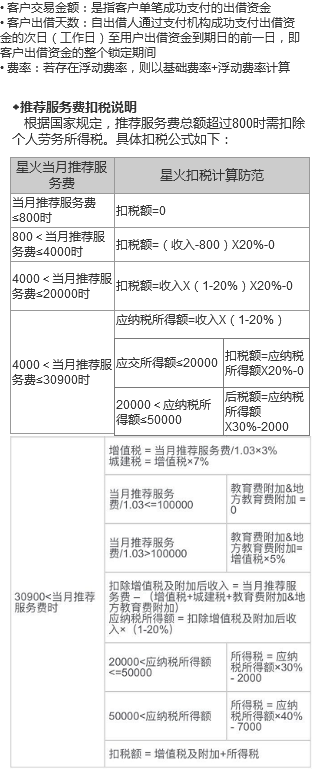 • 客户交易金额：是指客户单笔成功支付的出借资金
• 客户出借天数：自出借人通过支付机构成功支付出借资
金的次日（工作日）至用户出借资金到期日的前一日，即
客户出借资金的整个锁定期间
• 费率：若存在浮动费率，则以基础费率+浮动费率计算
◆推荐服务费扣税说明
根据国家规定，推荐服务费总额超过800时需扣除
个人劳务所得税。具体扣税公式如下：
星火当月推荐服
务费
星火扣税计算防范
当月推荐服务费
≤800时
扣税额=0
800＜当月推荐服
务费≤4000时
扣税额=（收入-800）X20%-0
4000＜当月推荐服
务费≤20000时
扣税额=收入X（1-20%）X20%-0
4000＜当月推荐服
务费≤30900时
应纳税所得额=收入X（1-20%）
应交所得额≤20000
扣税额=应纳税
所得额X20%-0
20000＜应纳税所
得额≤50000
后税额=应纳税
所得额
X30%-2000
30900<当月推荐
服务费时
增值税 = 当月推荐服务费/1.03×3%
城建税 = 增值税×7%
当月推荐服务
费/1.03<=100000
教育费附加&地
方教育费附加 =
0
当月推荐服务
费/1.03>100000
教育费附加&地
方教育费附加=
增值税×5%
扣除增值税及附加后收入 = 当月推荐服
务费 – （增值税+城建税+教育费附加&地
方教育费附加）
应纳税所得额 = 扣除增值税及附加后收
入×（1-20%）
20000<应纳税所得额
<=50000
所得税 = 应纳
税所得额×30%
- 2000
50000<应纳税所得额
所得税 = 应纳
税所得额×40%
- 7000
扣税额 = 增值税及附加+所得税